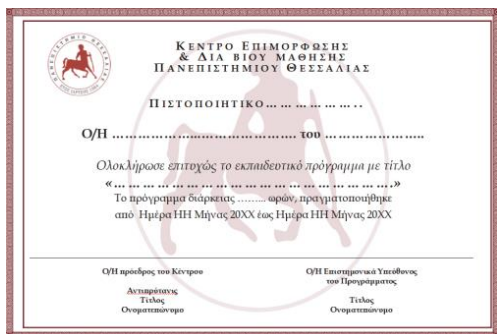 ΚΕΝΤΡΟ ΕΠΙΜΟΡΦΩΣΗΣ
& ΔΙΑ ΒΙΟΥ ΜΑΘΗΣΗΣ
ΠΑΝΕΠΙΣΤΗΜΙΟΥ ΘΕΣΣΑΛΙΑΣ
ΠΙΣΤΟΠΟΙΗΤΙΚΟ… … … … … … ..
Ο/Η …………………………………. του …………………..
Ολοκλήρωσε επιτυχώς το εκπαιδευτικό πρόγραμμα με τίτλο
«… … … … … … … … … … … … … … … … … … ….»
Το πρόγραμμα διάρκειας ……... ωρών, πραγματοποιήθηκε
από Ημέρα ΗΗ Μήνας 20ΧΧ έως Ημέρα ΗΗ Μήνας 20ΧΧ
Ο/Η πρόεδρος του Κέντρου
Αντιπρύτανις
Τίτλος
Ονοματεπώνυμο
Ο/Η Επιστημονικά Υπεύθυνος
του Προγράμματος
Τίτλος
Ονοματεπώνυμο